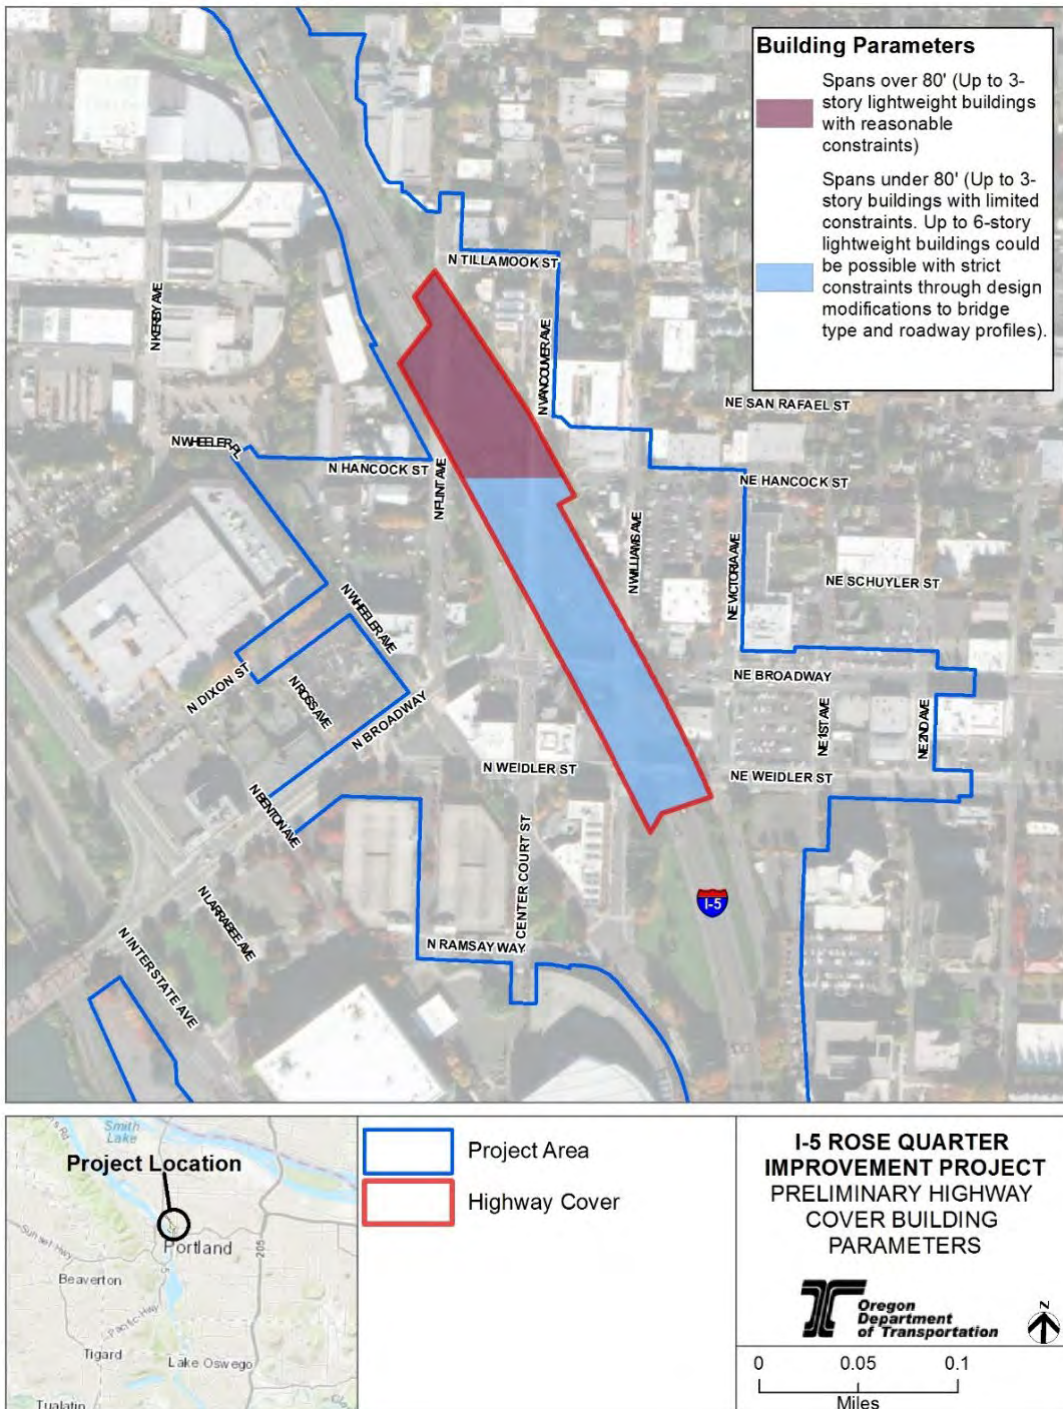 Building Parameters
Spans over 80' (Up to 3-
story lightweight buildings
with reasonable
constraints)
Spans under 80' (Up to 3-
story buildings with limited
constraints. Up to 6-story
lightweight buildings could
be possible with strict
constraints through design
modifications to bridge
type and roadway profiles).
N TILLAMOOK ST
N KERBY AVE
N VANCOUVER AVE
NE SAN RAFAEL ST
N WHEELER PL
N HANCOCK ST
N FLINT AVE
NE HANCOCK ST
N WILLIAMS AVE
NE VICTORIA AVE
NE SCHUYLER ST
N WHEELER AVE
N DIXON ST
N ROSS AVE
N BROADWAY
NE BROADWAY
NE 1ST AVE
NE 2ND AVE
N WEIDLER ST
NE WEIDLER ST
N BENTON AVE
CENTER COURT ST
N LARRABEE AVE
N INTERSTATE AVE
N RAMSAY WAY
I-5
Smith
Lake
Project Location
Sunset Hwy
Portland
205
Beaverton
Pacific Hwy
Tigard
Lake Oswego
Tualatin
Project Area
Highway Cover
I-5 ROSE QUARTER
IMPROVEMENT PROJECT
PRELIMINARY HIGHWAY
COVER BUILDING
PARAMETERS
Oregon
Department
of Transportation
N
0 0.05 0.1
Miles